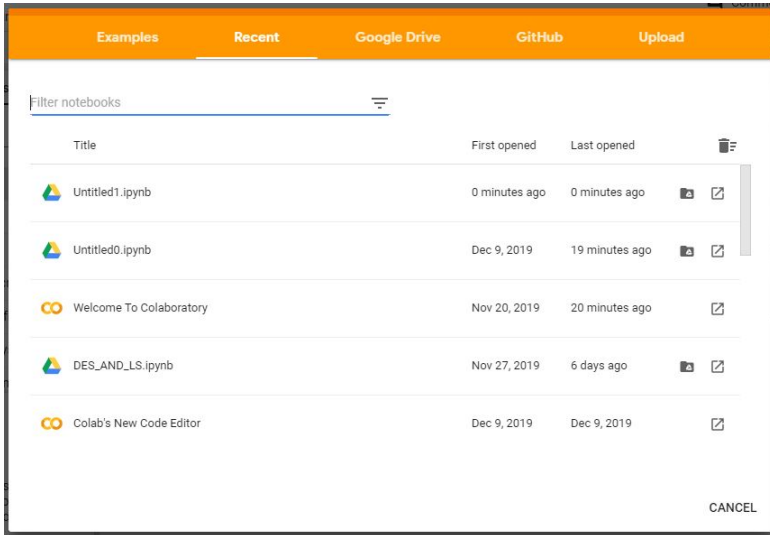 Examples Recent Google Drive GitHub Upload
Filter notebooks
Title First opened Last opened
Untitled1.ipynb 0 minutes ago 0 minutes ago
Untitled0.ipynb Dec 9, 2019 19 minutes ago
Welcome To Colaboratory Nov 20, 2019 20 minutes ago
DES_AND_LS.ipynb Nov 27, 2019 6 days ago
Colab's New Code Editor Dec 9, 2019 Dec 9, 2019
CANCEL